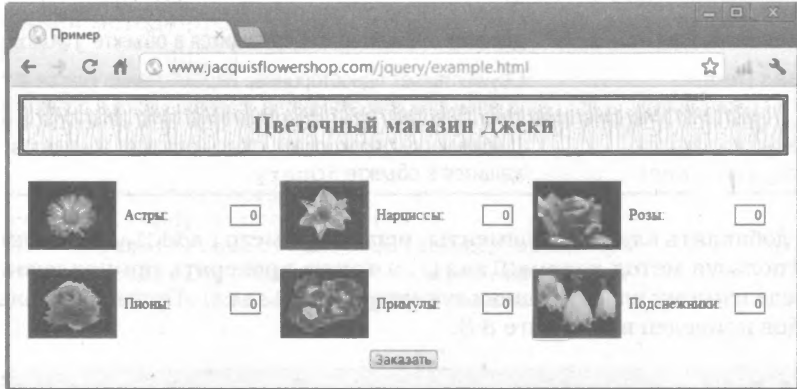 Пример
www.jacquisflowershop.com/jquery/example.html
Цветочный магазин Джеки
Астры: 0 Нарциссы: 0 Розы: 0
Пионы: 0 Примулы: 0 Подснежники: 0
Заказать